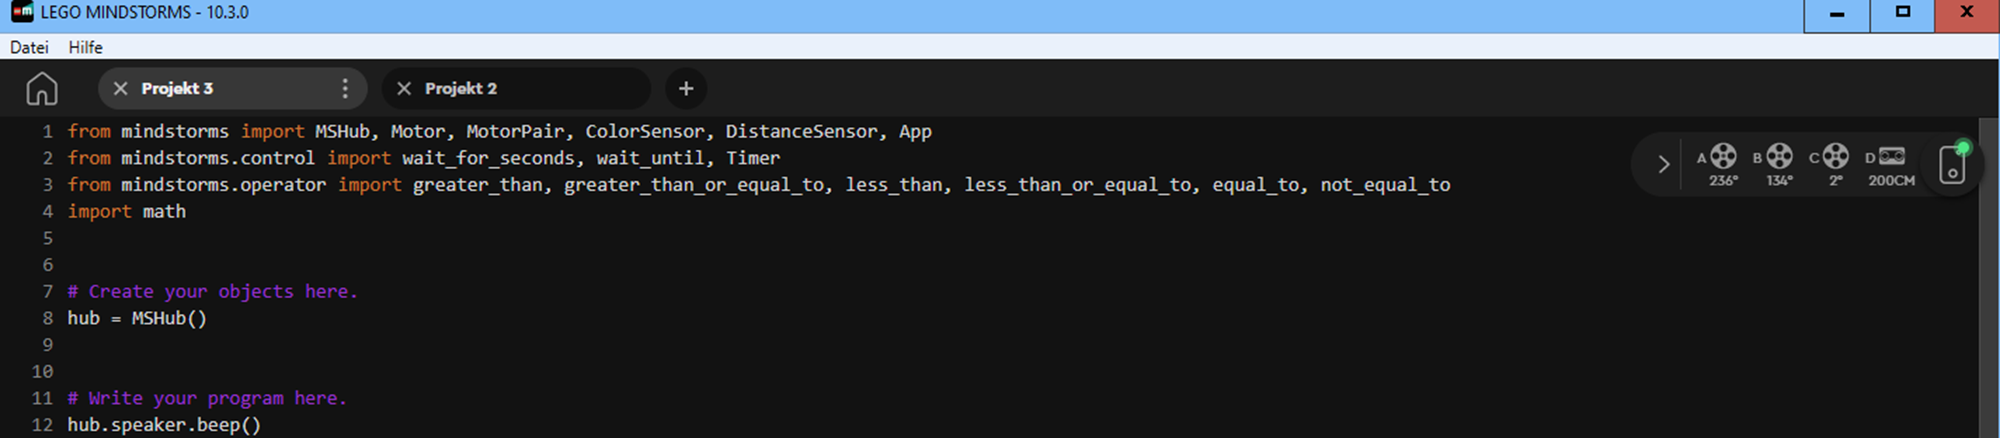 LEGO MINDSTORMS - 10.3.0
Datei Hilfe
Projekt 3 Projekt 2
1 from mindstorms import MSHub, Motor, MotorPair, ColorSensor, DistanceSensor, App
2 from mindstorms.control import wait_for_seconds, wait_until, Timer
3 from mindstorms.operator import greater_than, greater_than_or_equal_to, less_than, less_than_or_equal_to, equal_to, not_equal_to
4 import math
5
6
7 # Create your objects here.
8 hub = MSHub()
9
10
11 # Write your program here.
12 hub.speaker.beep()
A B C D
236° 134° 2° 200CM